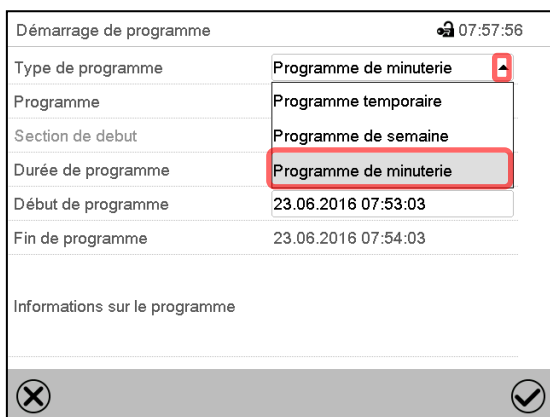 Démarrage de programme 07:57:56
Type de programme Programme de minuterie
Programme Programme temporaire
Section de debut Programme de semaine
Durée de programme Programme de minuterie
Début de programme 23.06.2016 07:53:03
Fin de programme 23.06.2016 07:54:03
Informations sur le programme